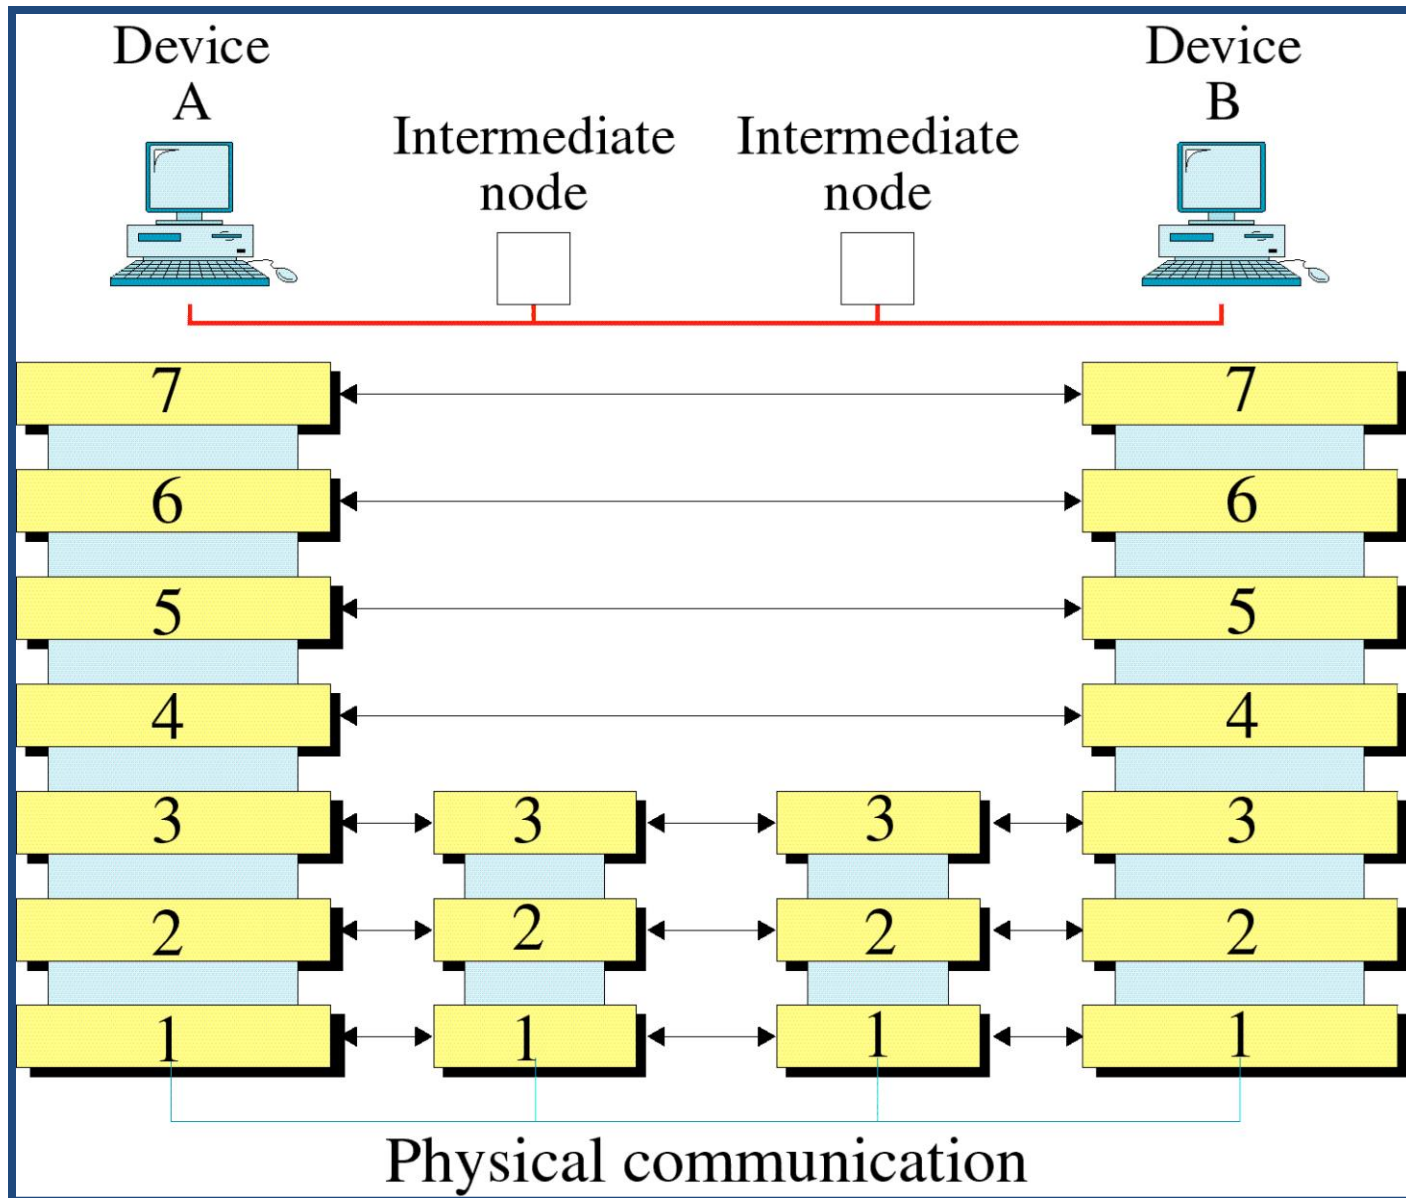 Device
A
Device
B
Intermediate
node
Intermediate
node
7
7
6
6
5
5
4
4
3
3
3
3
2
2
2
2
1
1
1
1
Physical communication